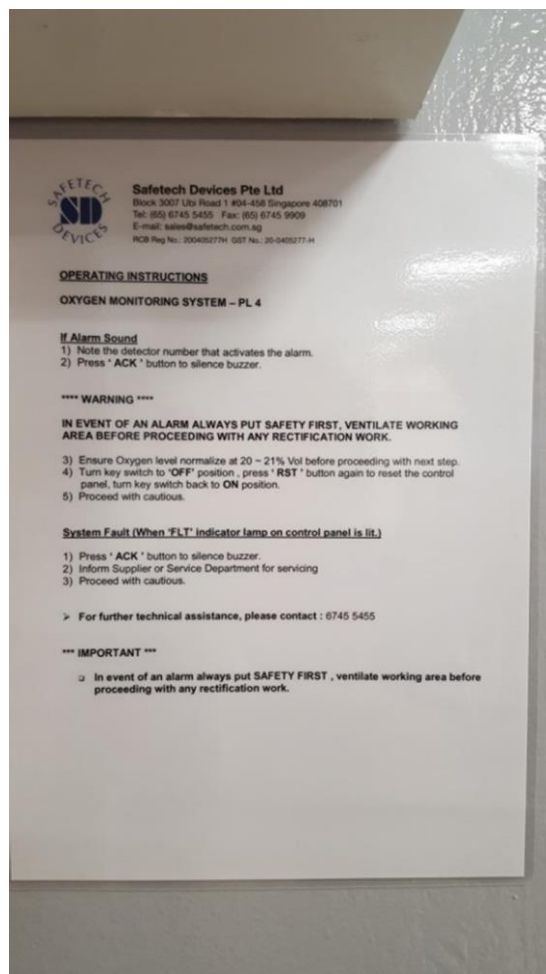 SAFETECH
SD
DEVICES
Safetech Devices Pte Ltd
Block 3007 Ubi Road 1 #04-458 Singapore 408701
Tel: (65) 6745 5455 Fax: (65) 6745 9909
E-mail: sales@safetech.com.sg
RCB Reg No.: 200405277H GST No.: 20-0405277-H
OPERATING INSTRUCTIONS
OXYGEN MONITORING SYSTEM – PL 4
If Alarm Sound
1) Note the detector number that activates the alarm.
2) Press ' ACK ' button to silence buzzer.
**** WARNING ****
IN EVENT OF AN ALARM ALWAYS PUT SAFETY FIRST, VENTILATE WORKING
AREA BEFORE PROCEEDING WITH ANY RECTIFICATION WORK.
3) Ensure Oxygen level normalize at 20 ~ 21% Vol before proceeding with next step.
4) Turn key switch to 'OFF' position , press ' RST ' button again to reset the control
panel, turn key switch back to ON position.
5) Proceed with cautious.
System Fault (When 'FLT' indicator lamp on control panel is lit.)
1) Press ' ACK ' button to silence buzzer.
2) Inform Supplier or Service Department for servicing
3) Proceed with cautious.
➢ For further technical assistance, please contact : 6745 5455
*** IMPORTANT ***
❑ In event of an alarm always put SAFETY FIRST , ventilate working area before
proceeding with any rectification work.